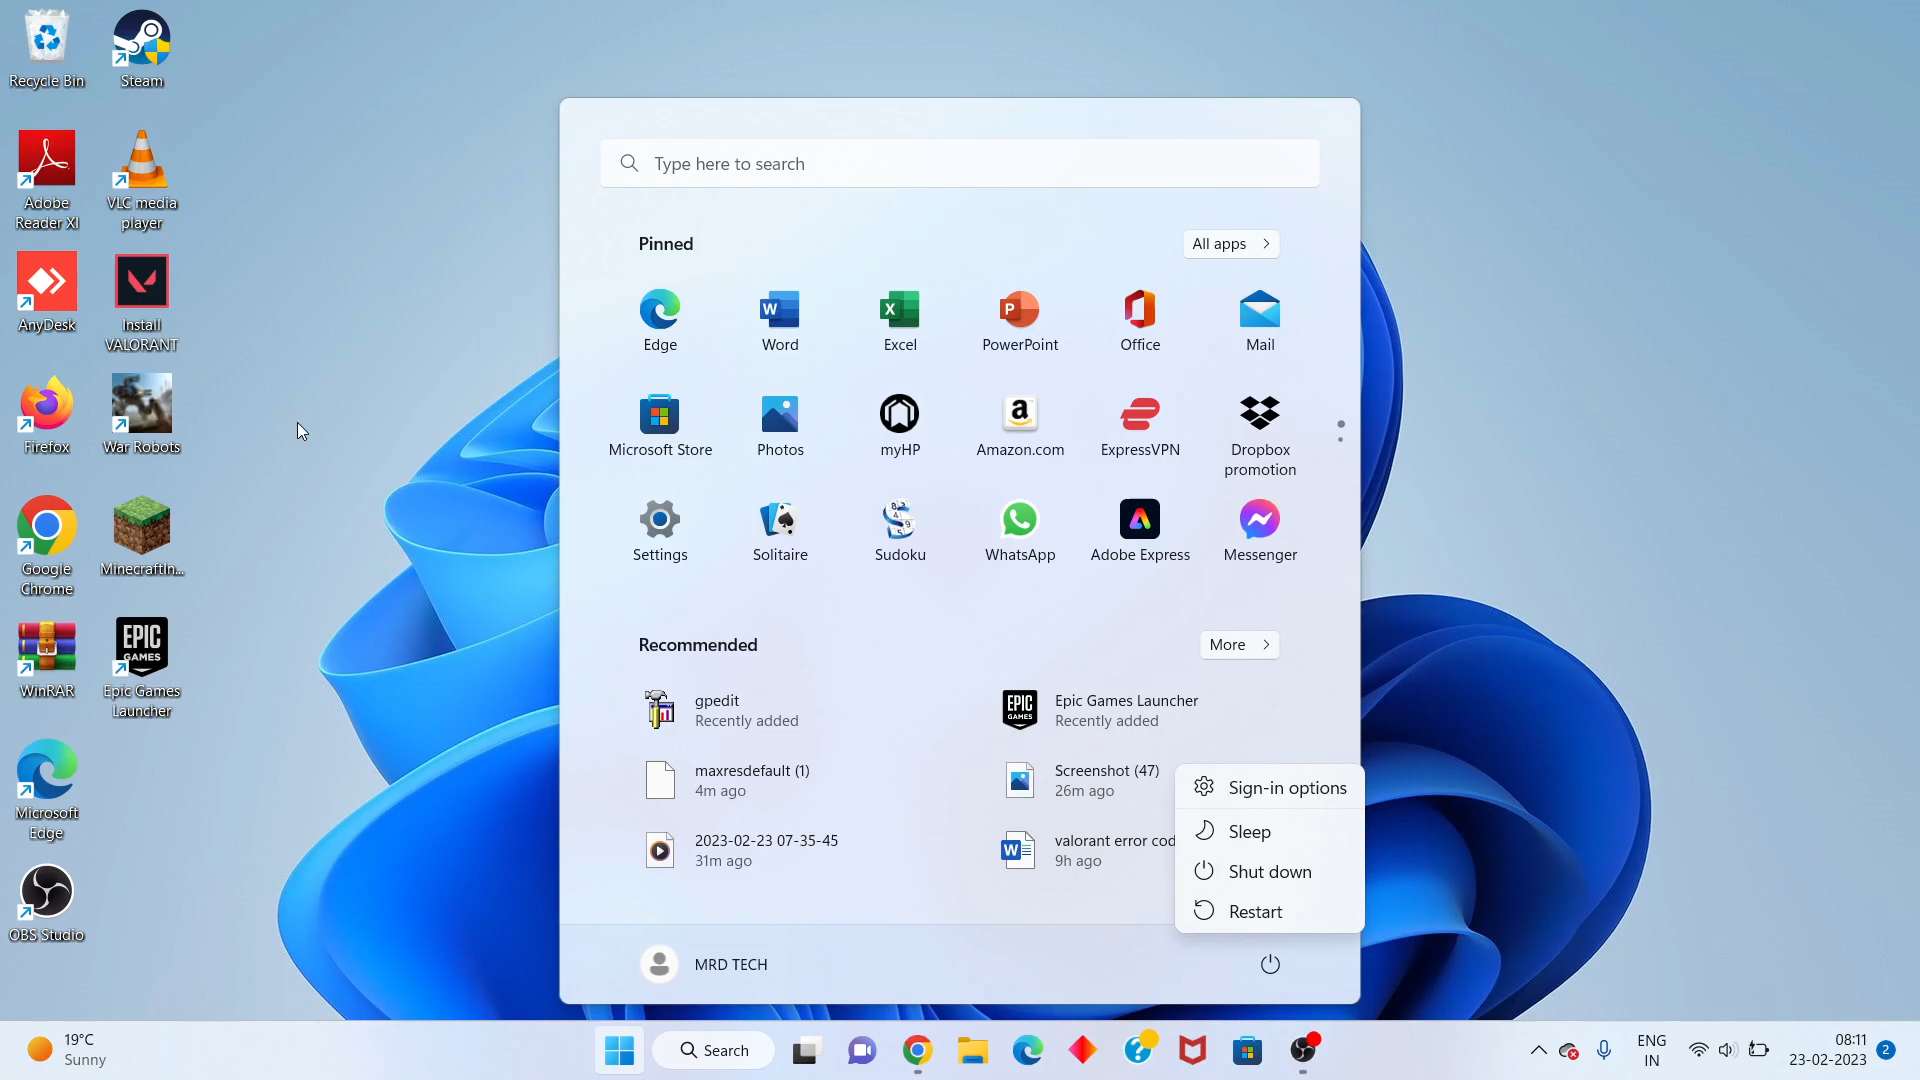 Recycle Bin
Steam
Adobe
Reader XI
VLC media
player
AnyDesk
Install
VALORANT
Firefox
War Robots
Google
Chrome
Minecraftin...
WinRAR
EPIC
GAMES
Epic Games
Launcher
Microsoft
Edge
OBS Studio
Type here to search
Pinned
All apps
Edge
Word
Excel
PowerPoint
Office
Mail
Microsoft Store
Photos
myHP
Amazon.com
ExpressVPN
Dropbox
promotion
Settings
Solitaire
Sudoku
WhatsApp
Adobe Express
Messenger
Recommended
More
gpedit
Recently added
EPIC
GAMES
Epic Games Launcher
Recently added
maxresdefault (1)
4m ago
Screenshot (47)
26m ago
2023-02-23 07-35-45
31m ago
valorant error cod
9h ago
Sign-in options
Sleep
Shut down
Restart
MRD TECH
19°C
Sunny
Search
ENG
IN
08:11
23-02-2023
2